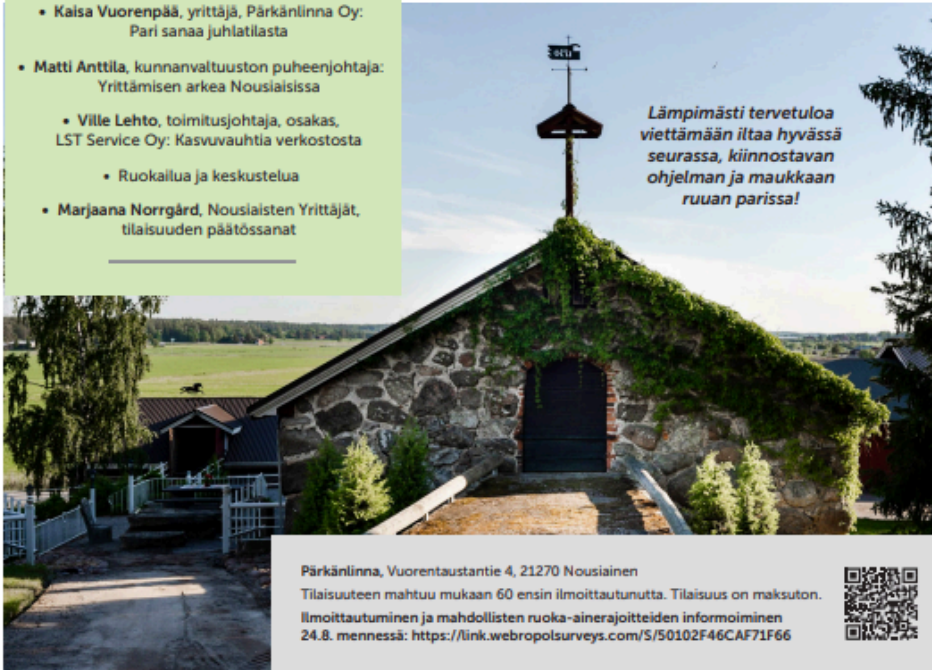 • Kaisa Vuorenpää, yrittäjä, Pärkänlinna Oy:
Pari sanaa juhlatilasta
• Matti Anttila, kunnanvaltuuston puheenjohtaja:
Yrittämisen arkea Nousiaisissa
• Ville Lehto, toimitusjohtaja, osakas,
LST Service Oy: Kasvuvauhtia verkostosta
• Ruokailua ja keskustelua
• Marjaana Norrgård, Nousiaisten Yrittäjät,
tilaisuuden päätössanat
Lämpimästi tervetuloa
viettämään iltaa hyvässä
seurassa, kiinnostavan
ohjelman ja maukkaan
ruuan parissa!
Pärkänlinna, Vuorentaustantie 4, 21270 Nousiainen
Tilaisuuteen mahtuu mukaan 60 ensin ilmoittautunutta. Tilaisuus on maksuton.
Ilmoittautuminen ja mahdollisten ruoka-ainerajoitteiden informoiminen
24.8. mennessä: https://link.webropolsurveys.com/S/50102F46CAF71F66